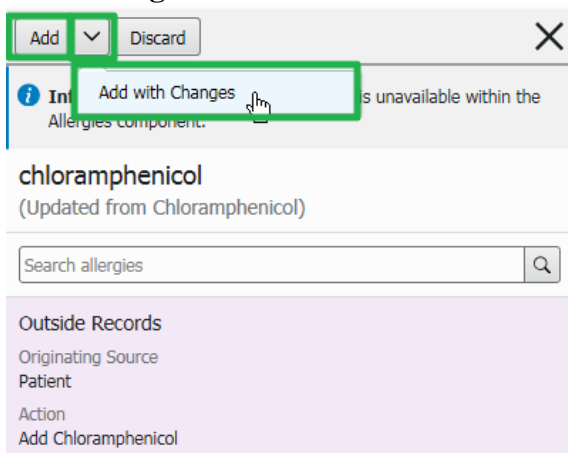 Add Discard
Add with Changes
Inf is unavailable within the
Allergies component.
chloramphenicol
(Updated from Chloramphenicol)
Search allergies
Outside Records
Originating Source
Patient
Action
Add Chloramphenicol